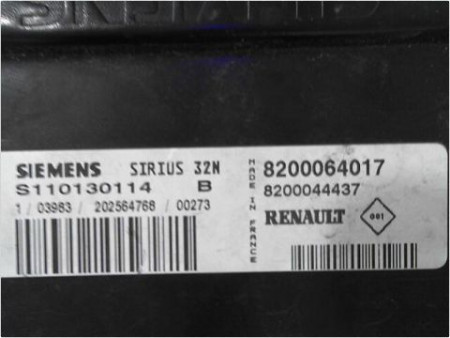 SIEMENS SIRIUS 32N
S110130114 B
1 / 03983 / 202564768 / 00273
MADE IN FRANCE
8200064017
8200044437
RENAULT